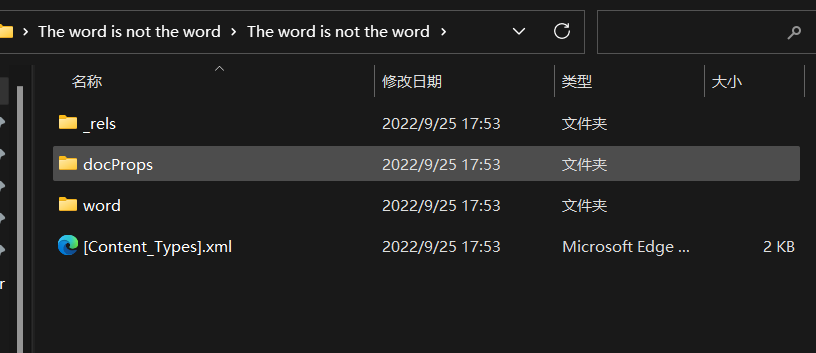 The word is not the word › The word is not the word ›
名称 修改日期 类型 大小
_rels 2022/9/25 17:53 文件夹
docProps 2022/9/25 17:53 文件夹
word 2022/9/25 17:53 文件夹
[Content_Types].xml 2022/9/25 17:53 Microsoft Edge ... 2 KB
r